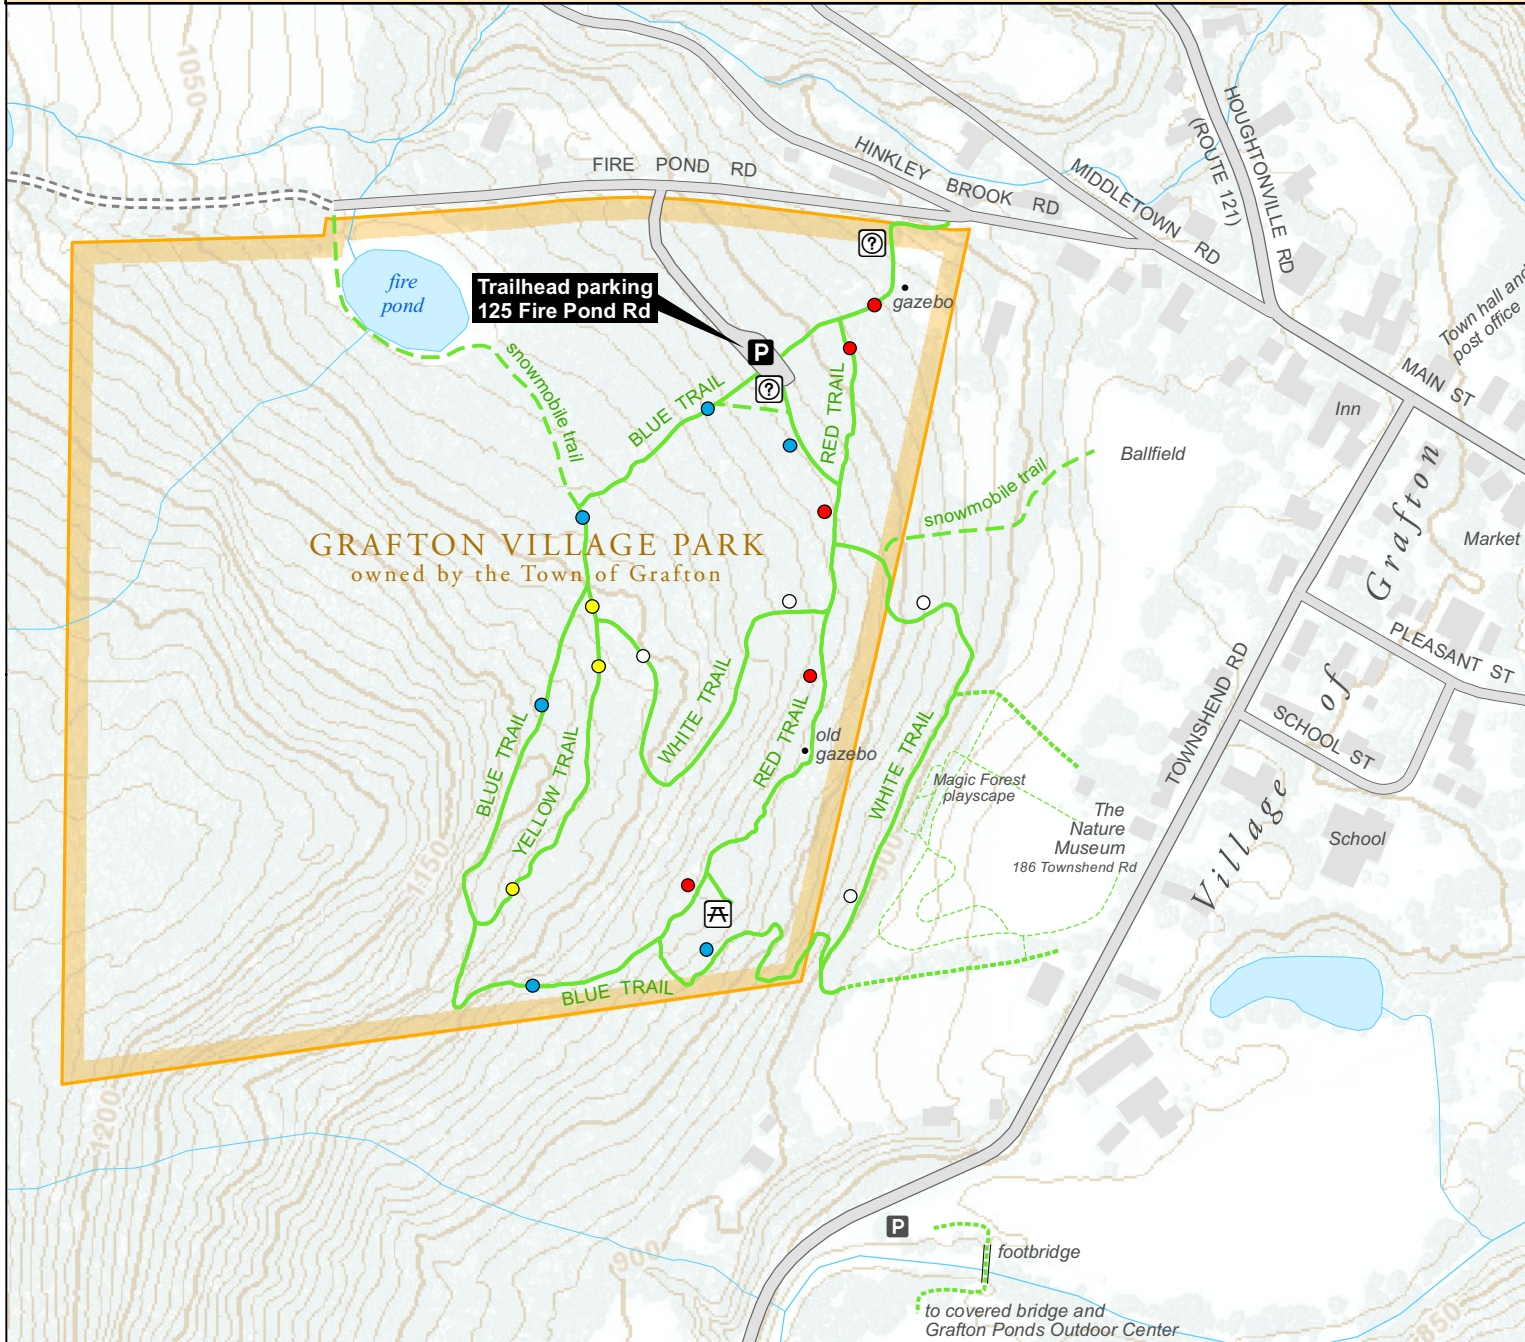 1050
HOUGHTONVILLE RD
(ROUTE 121)
FIRE POND RD
HINKLEY BROOK RD
MIDDLETOWN RD
?
fire
pond
Trailhead parking
125 Fire Pond Rd
gazebo
Town hall and
post office
P
?
snowmobile trail
BLUE TRAIL
RED TRAIL
MAIN ST
Inn
Ballfield
snowmobile trail
Grafton
Market
GRAFTON VILLAGE PARK
owned by the Town of Grafton
PLEASANT ST
of
TOWNSHEND RD
SCHOOL ST
WHITE TRAIL
RED TRAIL
old
gazebo
BLUE TRAIL
YELLOW TRAIL
WHITE TRAIL
Magic Forest
playscape
The
Nature
Museum
186 Townshend Rd
Village
School
900
BLUE TRAIL
1200
P
900
footbridge
to covered bridge and
Grafton Ponds Outdoor Center
850